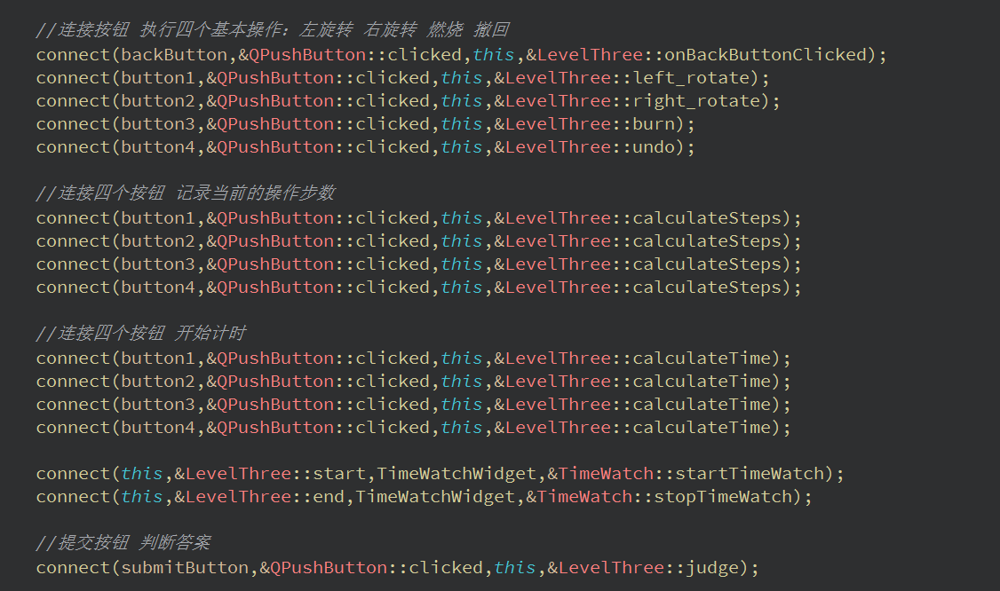 //连接按钮 执行四个基本操作：左旋转 右旋转 燃烧 撤回
connect(backButton,&QPushButton::clicked,this,&LevelThree::onBackButtonClicked);
connect(button1,&QPushButton::clicked,this,&LevelThree::left_rotate);
connect(button2,&QPushButton::clicked,this,&LevelThree::right_rotate);
connect(button3,&QPushButton::clicked,this,&LevelThree::burn);
connect(button4,&QPushButton::clicked,this,&LevelThree::undo);
//连接四个按钮 记录当前的操作步数
connect(button1,&QPushButton::clicked,this,&LevelThree::calculateSteps);
connect(button2,&QPushButton::clicked,this,&LevelThree::calculateSteps);
connect(button3,&QPushButton::clicked,this,&LevelThree::calculateSteps);
connect(button4,&QPushButton::clicked,this,&LevelThree::calculateSteps);
//连接四个按钮 开始计时
connect(button1,&QPushButton::clicked,this,&LevelThree::calculateTime);
connect(button2,&QPushButton::clicked,this,&LevelThree::calculateTime);
connect(button3,&QPushButton::clicked,this,&LevelThree::calculateTime);
connect(button4,&QPushButton::clicked,this,&LevelThree::calculateTime);
connect(this,&LevelThree::start,TimeWatchWidget,&TimeWatch::startTimeWatch);
connect(this,&LevelThree::end,TimeWatchWidget,&TimeWatch::stopTimeWatch);
//提交按钮 判断答案
connect(submitButton,&QPushButton::clicked,this,&LevelThree::judge);